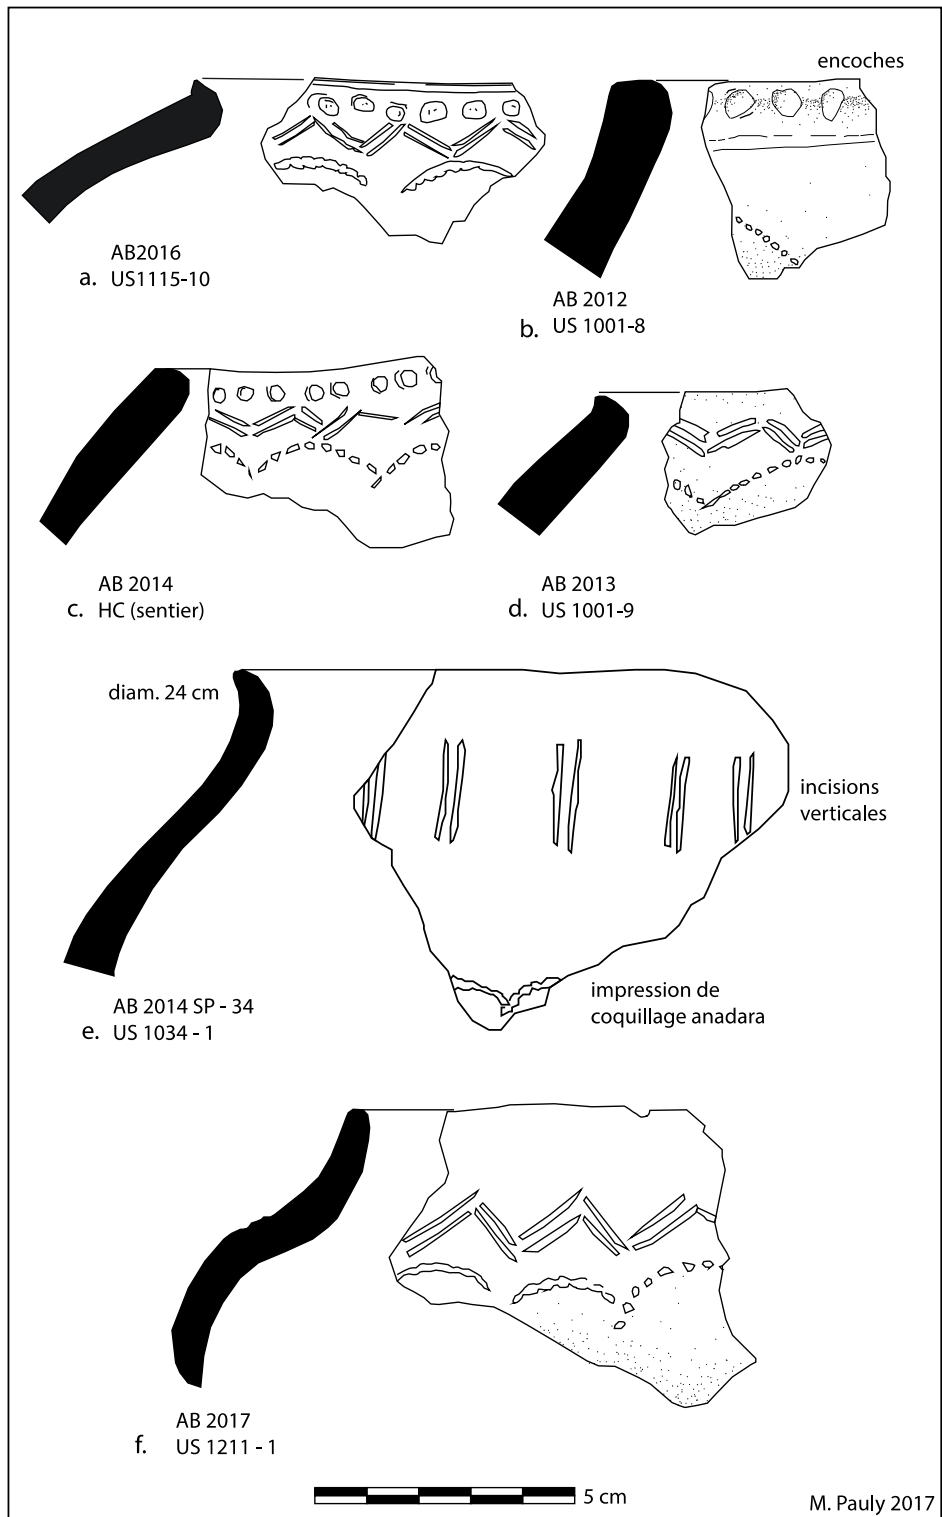 encoches
AB2016
a. US1115-10
AB 2012
b. US 1001-8
AB 2014
c. HC (sentier)
AB 2013
d. US 1001-9
diam. 24 cm
incisions
verticales
impression de
coquillage anadara
AB 2014 SP - 34
e. US 1034 - 1
AB 2017
f. US 1211 - 1
5 cm
M. Pauly 2017